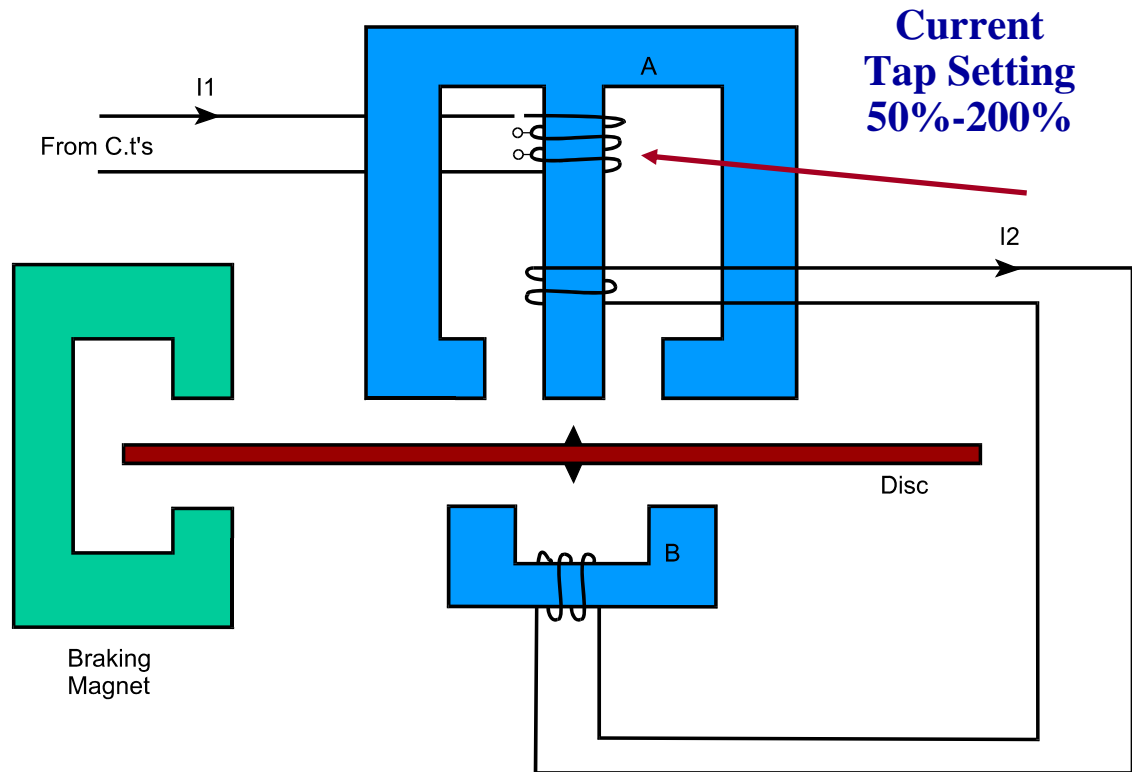 Current
Tap Setting
50%-200%
A
I1
From C.t's
I2
Disc
B
Braking
Magnet